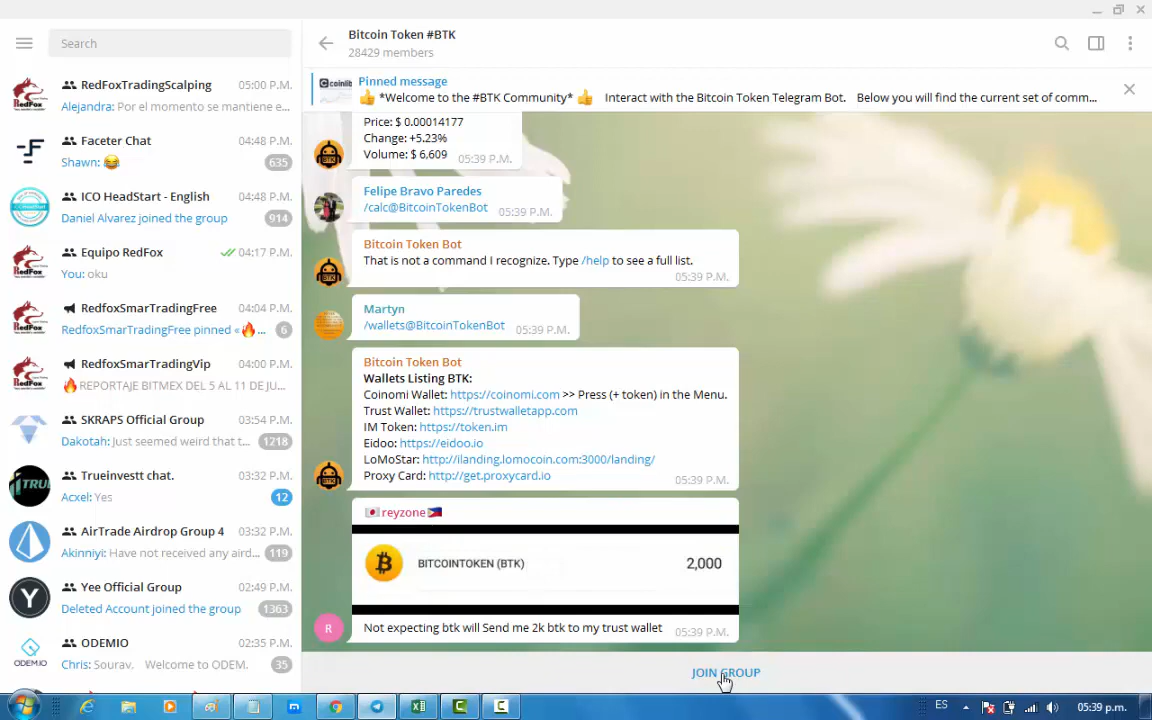 Search
RedFoxTradingScalping 05:00 P.M.
Alejandra: Por el momento se mantiene e...
Faceter Chat 04:48 P.M.
Shawn: 😂 635
ICO HeadStart - English 04:48 P.M.
Daniel Alvarez joined the group 914
Equipo RedFox 04:17 P.M.
You: oku
RedfoxSmarTradingFree 04:04 P.M.
RedfoxSmarTradingFree pinned «🔥... 6
RedfoxSmarTradingVip 04:00 P.M.
🔥REPORTAJE BITMEX DEL 5 AL 11 DE JU...
SKRAPS Official Group 03:54 P.M.
Dakotah: Just seemed weird that t... 1218
Trueinvestt chat. 03:32 P.M.
Acxel: Yes 12
AirTrade Airdrop Group 4 03:32 P.M.
Akinniyi: Have not received any aird... 119
Yee Official Group 02:49 P.M.
Deleted Account joined the group 1363
ODEMIO 02:35 P.M.
Chris: Sourav. Welcome to ODEM. 35
Bitcoin Token #BTK
28429 members
Pinned message
👍 *Welcome to the #BTK Community* 👍 Interact with the Bitcoin Token Telegram Bot. Below you will find the current set of comm...
Price: $ 0.00014177
Change: +5.23%
Volume: $ 6,609 05:39 P.M.
BTK
Felipe Bravo Paredes
/calc@BitcoinTokenBot 05:39 P.M.
Bitcoin Token Bot
That is not a command I recognize. Type /help to see a full list.
05:39 P.M.
BTK
Martyn
/wallets@BitcoinTokenBot 05:39 P.M.
Bitcoin Token Bot
Wallets Listing BTK:
Coinomi Wallet: https://coinomi.com >> Press (+ token) in the Menu.
Trust Wallet: https://trustwalletapp.com
IM Token: https://token.im
Eidoo: https://eidoo.io
LoMoStar: http://ilanding.lomocoin.com:3000/landing/
Proxy Card: http://get.proxycard.io 05:39 P.M.
BTK
🇯🇵reyzone🇵🇭
BITCOINTOKEN (BTK) 2,000
R
Not expecting btk will Send me 2k btk to my trust wallet 05:39 P.M.
JOIN GROUP
ES 05:39 p.m.